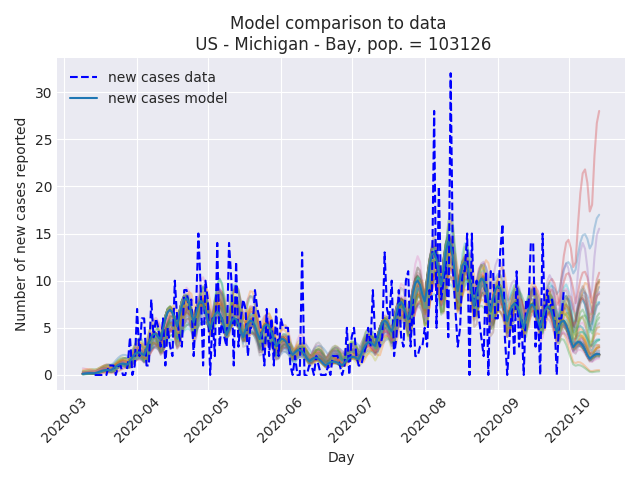 Model comparison to data
US - Michigan - Bay, pop. = 103126
new cases data
new cases model
Number of new cases reported
30
25
20
15
10
5
0
2020-03
2020-04
2020-05
2020-06
2020-07
2020-08
2020-09
2020-10
Day